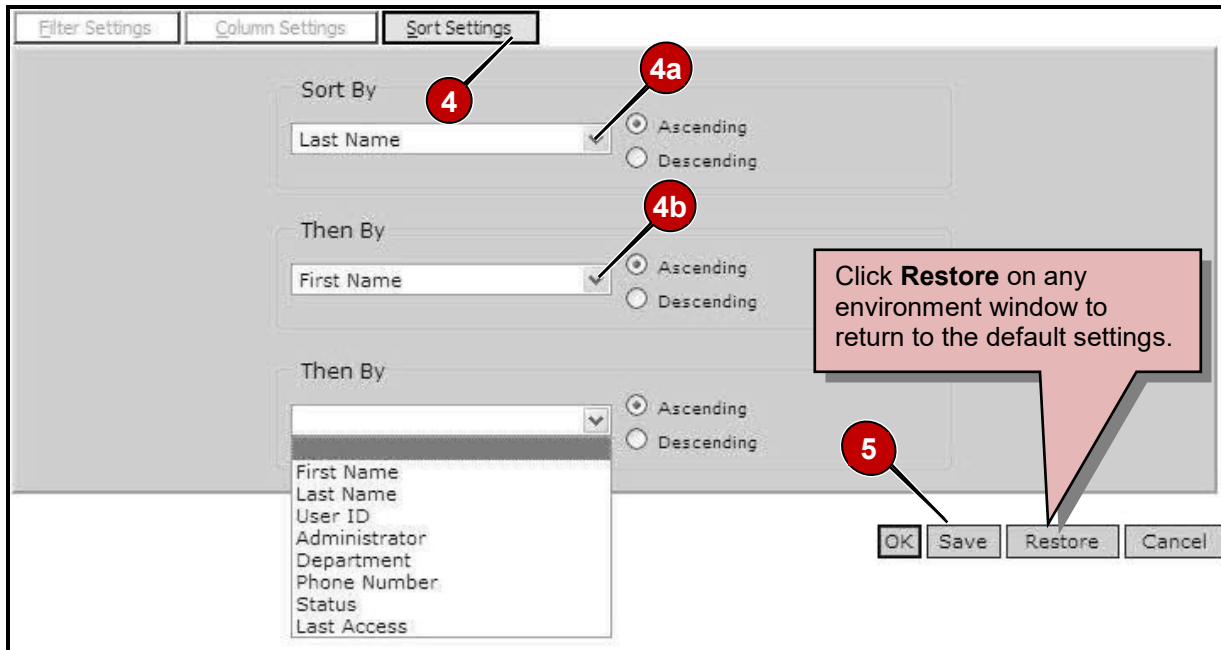 Filter Settings Column Settings Sort Settings
4a
Sort By
4
Last Name
Ascending
Descending
4b
Then By
First Name
Ascending
Descending
Click Restore on any
environment window to
return to the default settings.
Then By
Ascending
Descending
5
First Name
Last Name
User ID
Administrator
Department
Phone Number
Status
Last Access
OK Save Restore Cancel